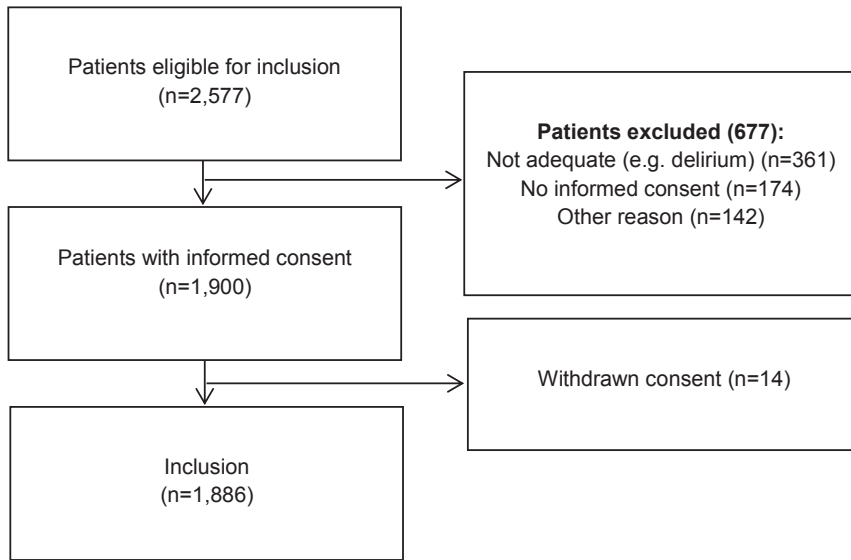 Patients eligible for inclusion
(n=2,577)
Patients excluded (677):
Not adequate (e.g. delirium) (n=361)
No informed consent (n=174)
Other reason (n=142)
Patients with informed consent
(n=1,900)
Withdrawn consent (n=14)
Inclusion
(n=1,886)